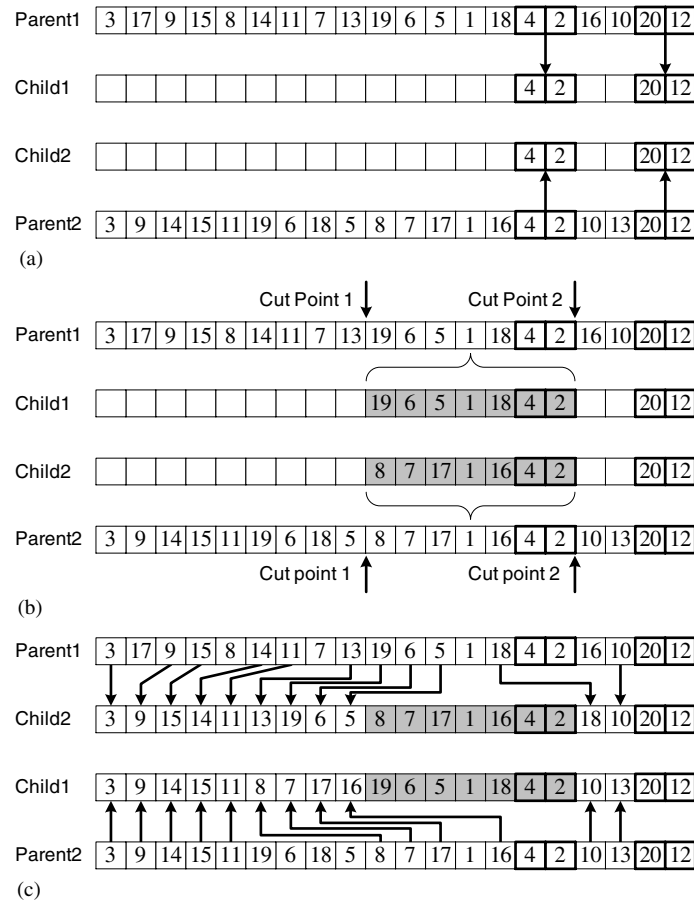 Parent1 3 17 9 15 8 14 11 7 13 19 6 5 1 18 4 2 16 10 20 12
Child1 4 2 20 12
Child2 4 2 20 12
Parent2 3 9 14 15 11 19 6 18 5 8 7 17 1 16 4 2 10 13 20 12
(a)
Cut Point 1 Cut Point 2
Parent1 3 17 9 15 8 14 11 7 13 19 6 5 1 18 4 2 16 10 20 12
Child1 19 6 5 1 18 4 2 20 12
Child2 8 7 17 1 16 4 2 20 12
Parent2 3 9 14 15 11 19 6 18 5 8 7 17 1 16 4 2 10 13 20 12
Cut point 1 Cut point 2
(b)
Parent1 3 17 9 15 8 14 11 7 13 19 6 5 1 18 4 2 16 10 20 12
Child2 3 9 15 14 11 13 19 6 5 8 7 17 1 16 4 2 18 10 20 12
Child1 3 9 14 15 11 8 7 17 16 19 6 5 1 18 4 2 10 13 20 12
Parent2 3 9 14 15 11 19 6 18 5 8 7 17 1 16 4 2 10 13 20 12
(c)